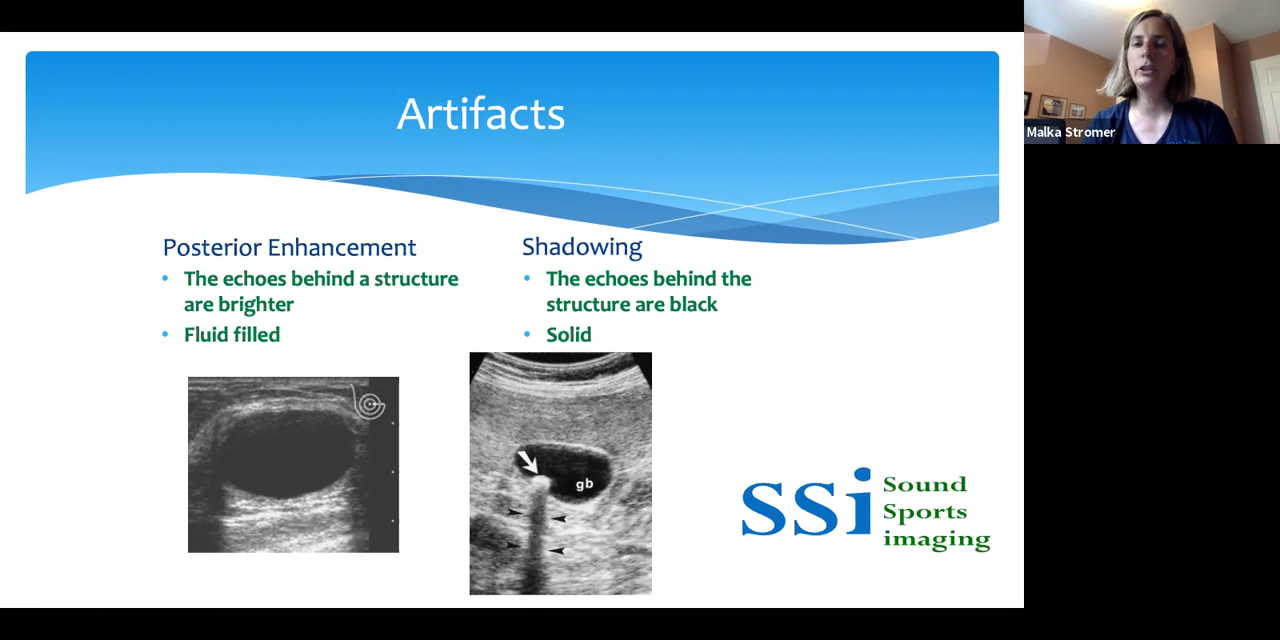 Artifacts
Malka Stromer
Posterior Enhancement
• The echoes behind a structure
are brighter
• Fluid filled
Shadowing
• The echoes behind the
structure are black
• Solid
gb
SSi
Sound
Sports
imaging